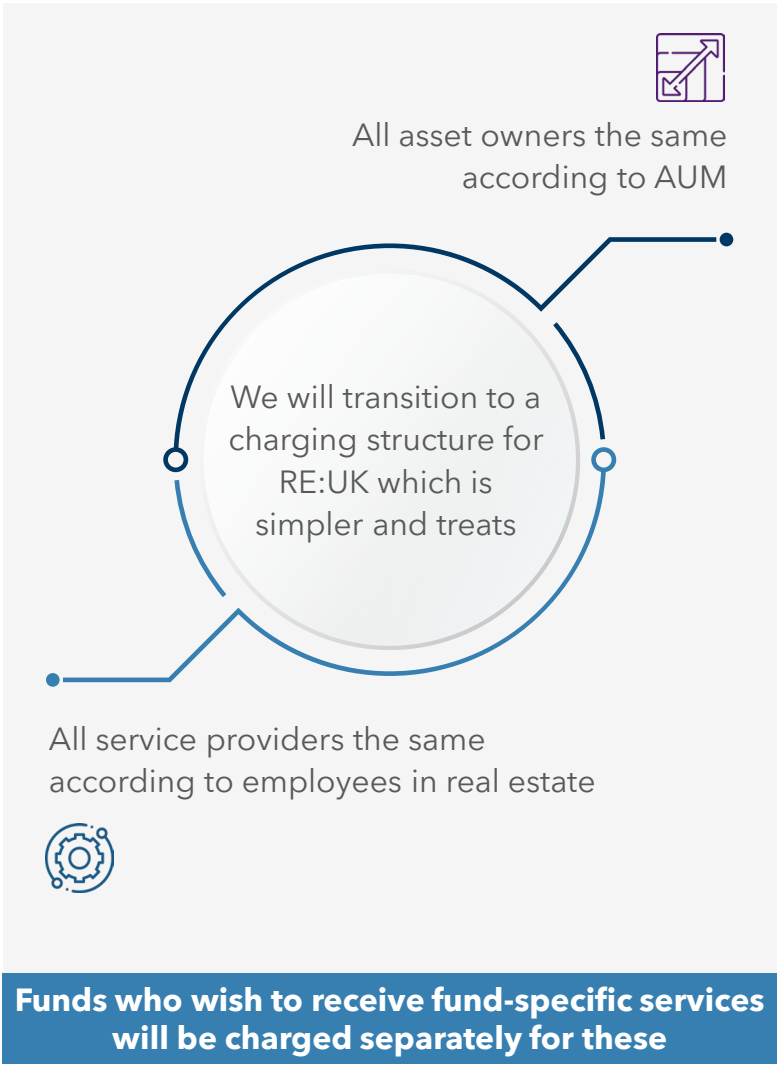 All asset owners the same
according to AUM
We will transition to a
charging structure for
RE:UK which is
simpler and treats
All service providers the same
according to employees in real estate
Funds who wish to receive fund-specific services
will be charged separately for these